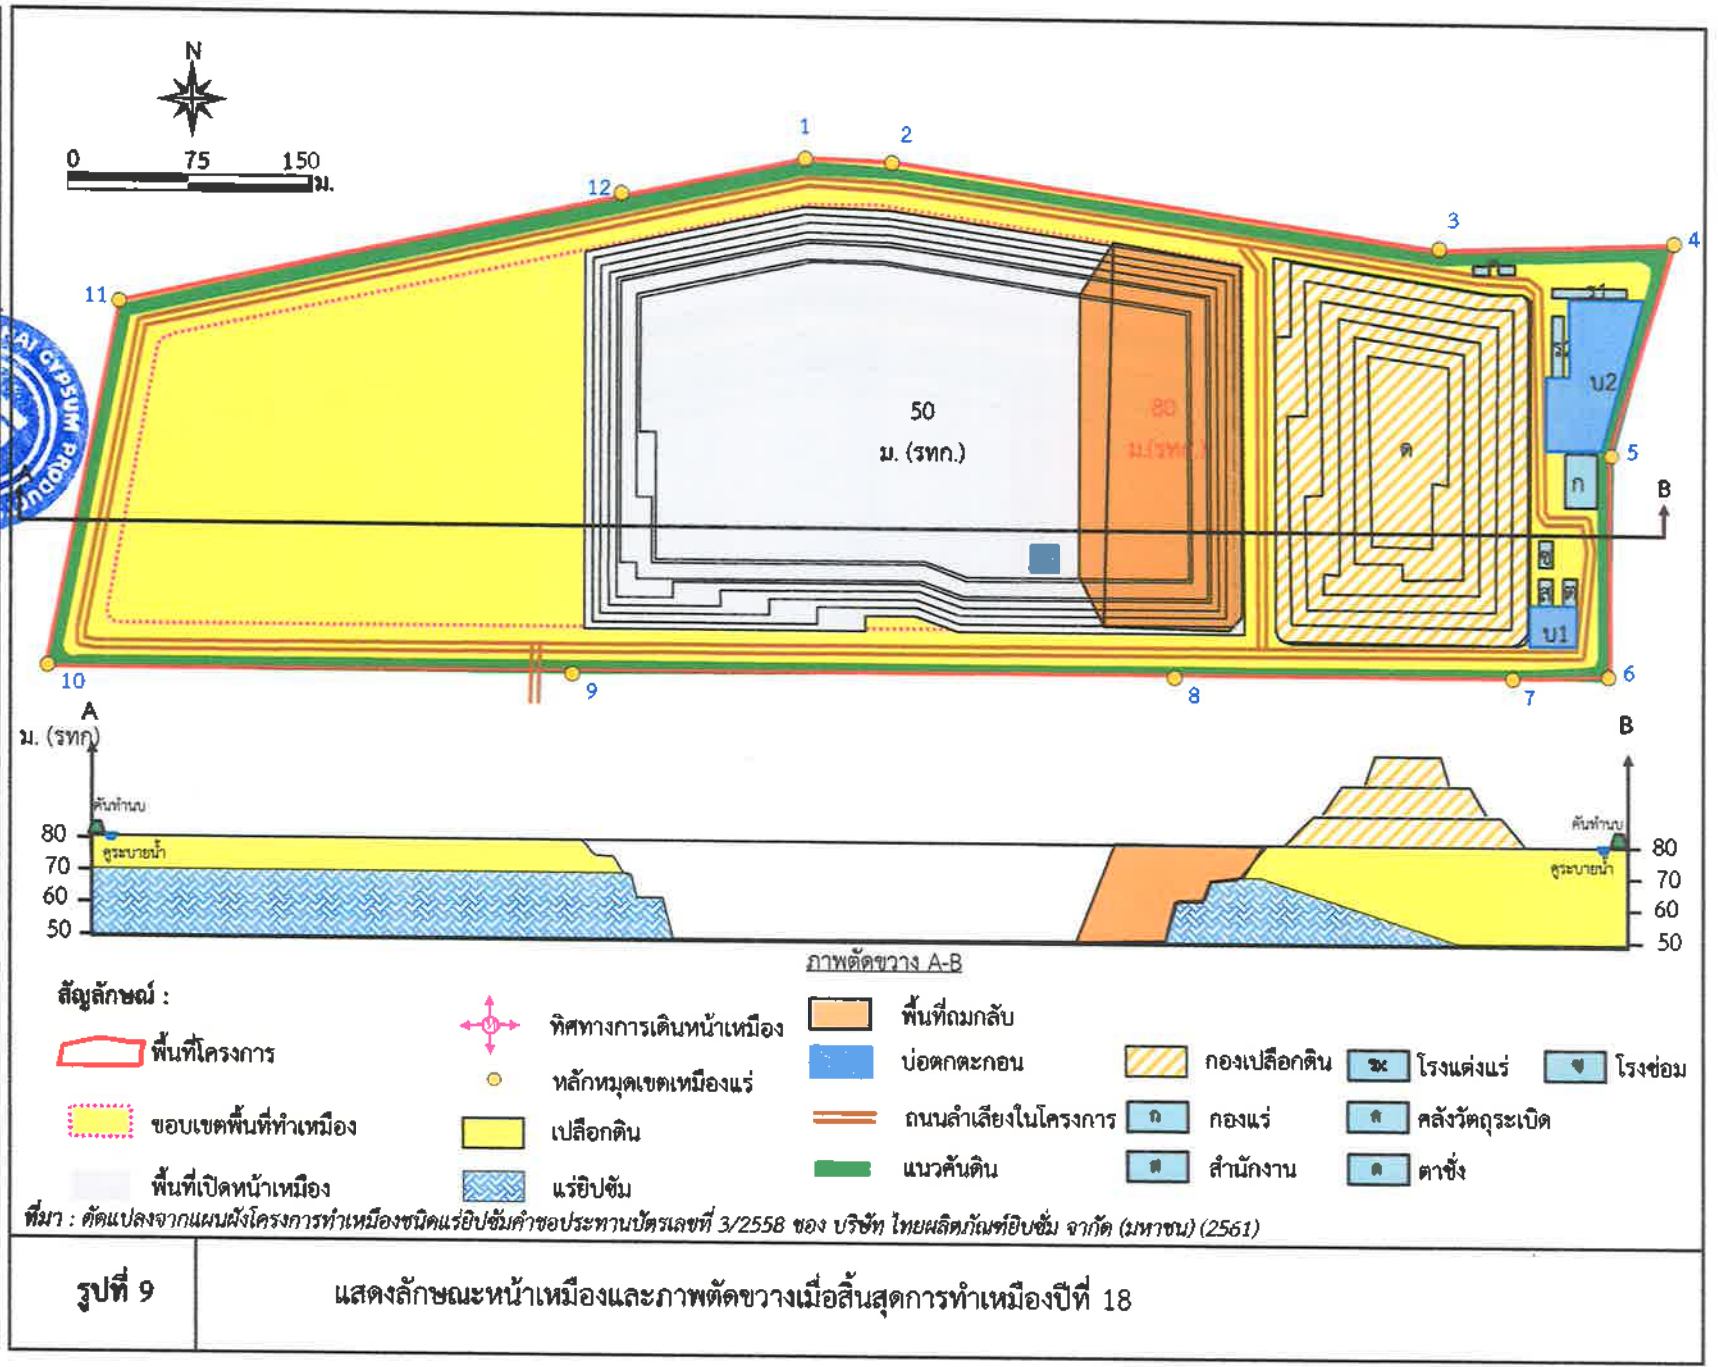 N
0 75 150
ม.
1
2
12
3
4
11
บ2
50
ม. (รทก.)
80
ม.(รทก.)
ด
5
ก
B
บ1
10
9
8
7
6
A
B
ม. (รทก)
คันทำนบ
คันทำนบ
80
คูระบายน้ำ
70
60
50
80
คูระบายน้ำ
70
60
50
ภาพตัดขวาง A-B
สัญลักษณ์ :
พื้นที่โครงการ
ขอบเขตพื้นที่ทำเหมือง
พื้นที่เปิดหน้าเหมือง
ทิศทางการเดินหน้าเหมือง
หลักหมุดเขตเหมืองแร่
เปลือกดิน
แร่ยิปซัม
พื้นที่ถมกลับ
บ่อตกตะกอน
ถนนลำเลียงในโครงการ
แนวคันดิน
กองเปลือกดิน
ก กองแร่
สำนักงาน
โรงแต่งแร่
คลังวัตถุระเบิด
ตาชั่ง
โรงซ่อม
ที่มา : ดัดแปลงจากแผนผังโครงการทำเหมืองชนิดแร่ยิปซัมคำขอประทานบัตรเลขที่ 3/2558 ของ บริษัท ไทยผลิตภัณฑ์ยิบซั่ม จำกัด (มหาชน) (2561)
รูปที่ 9
แสดงลักษณะหน้าเหมืองและภาพตัดขวางเมื่อสิ้นสุดการทำเหมืองปีที่ 18